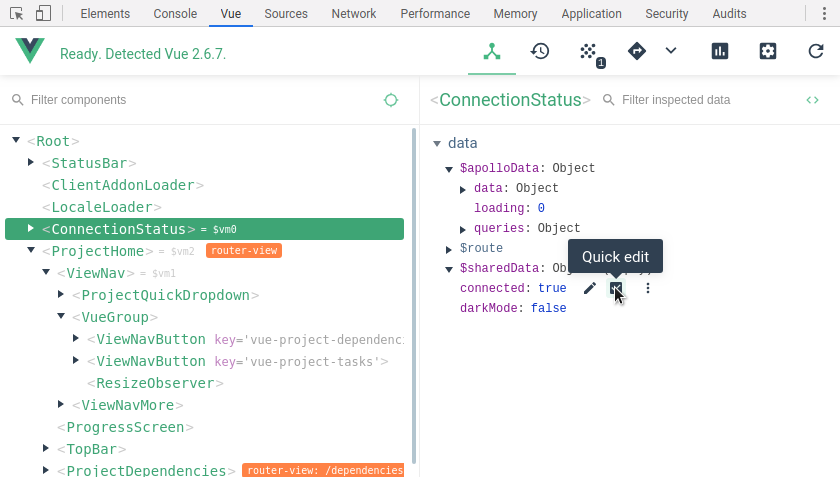 Elements Console Vue Sources Network Performance Memory Application Security Audits
Ready. Detected Vue 2.6.7.
1
Filter components
<ConnectionStatus> Filter inspected data <>
<Root>
<StatusBar>
<ClientAddonLoader>
<LocaleLoader>
<ConnectionStatus> = $vm0
<ProjectHome> = $vm2 router-view
<ViewNav> = $vm1
<ProjectQuickDropdown>
<VueGroup>
<ViewNavButton key='vue-project-dependenc
<ViewNavButton key='vue-project-tasks'>
<ResizeObserver>
<ViewNavMore>
<ProgressScreen>
<TopBar>
<ProjectDependencies> router-view: /dependencies
data
$apolloData: Object
data: Object
loading: 0
queries: Object
$route
Quick edit
$sharedData: Ob
connected: true
darkMode: false